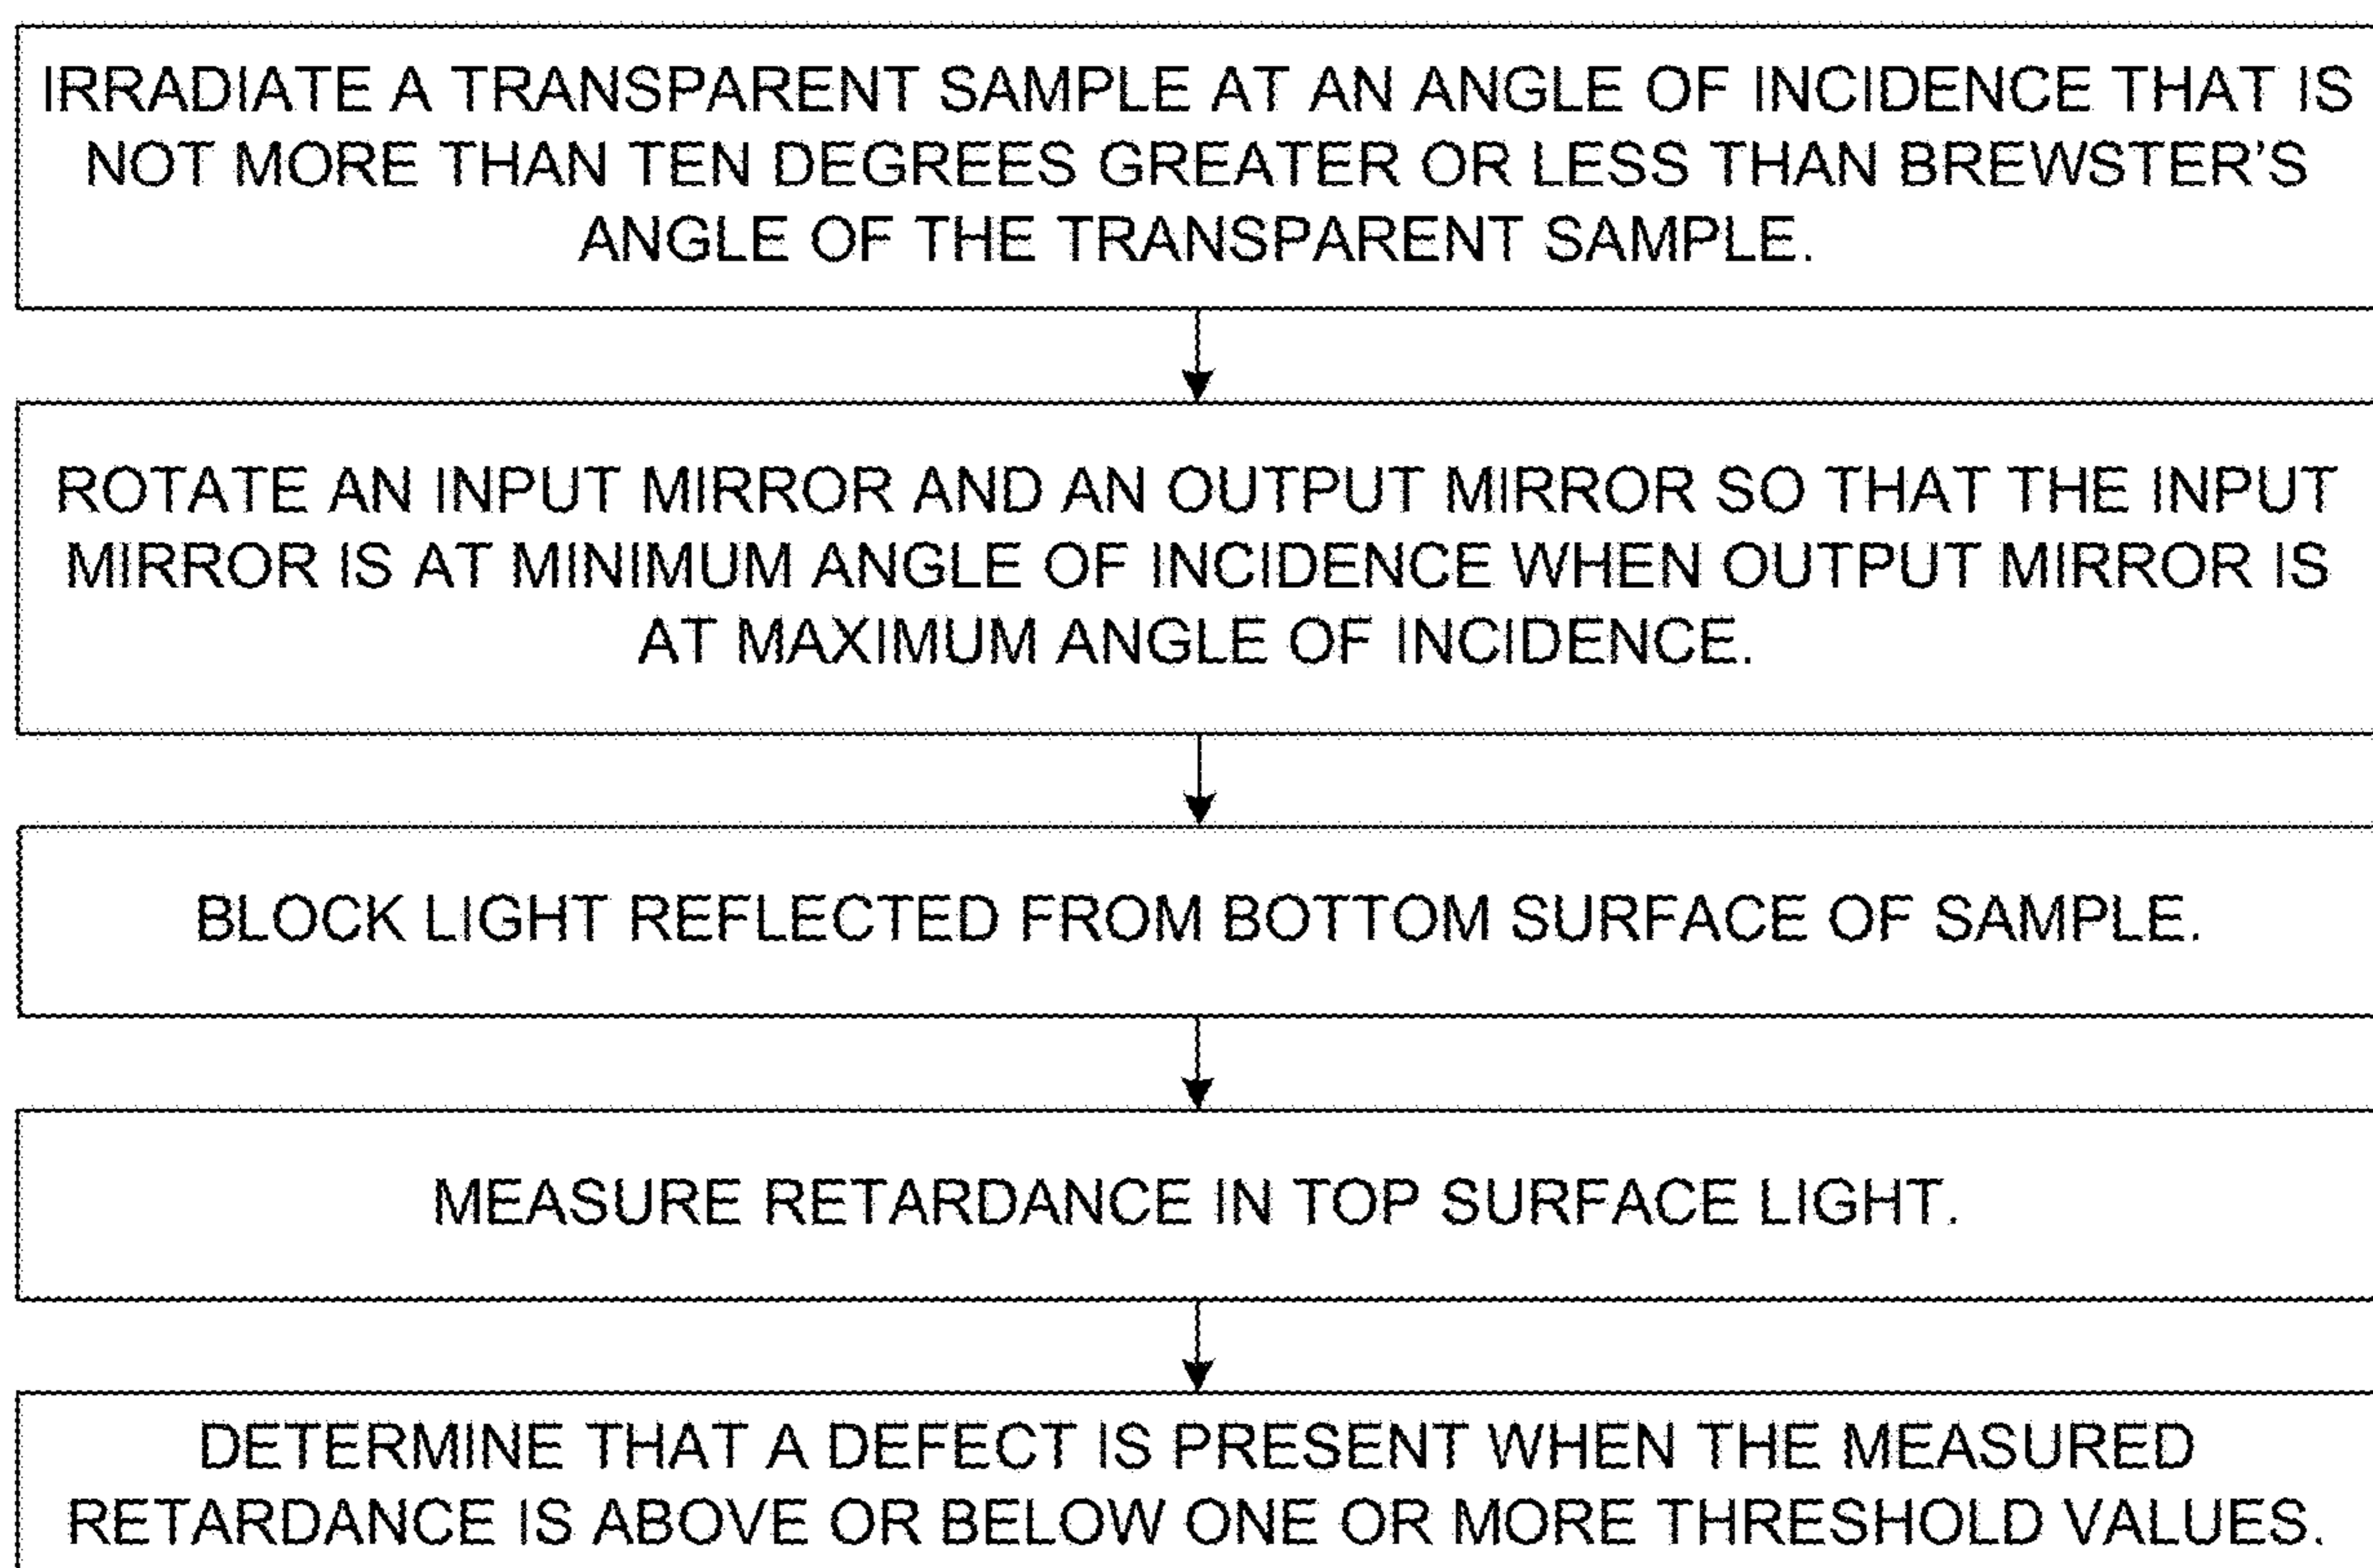 IRRADIATE A TRANSPARENT SAMPLE AT AN ANGLE OF INCIDENCE THAT IS
NOT MORE THAN TEN DEGREES GREATER OR LESS THAN BREWSTER'S
ANGLE OF THE TRANSPARENT SAMPLE.
ROTATE AN INPUT MIRROR AND AN OUTPUT MIRROR SO THAT THE INPUT
MIRROR IS AT MINIMUM ANGLE OF INCIDENCE WHEN OUTPUT MIRROR IS
AT MAXIMUM ANGLE OF INCIDENCE.
BLOCK LIGHT REFLECTED FROM BOTTOM SURFACE OF SAMPLE.
MEASURE RETARDANCE IN TOP SURFACE LIGHT.
DETERMINE THAT A DEFECT IS PRESENT WHEN THE MEASURED
RETARDANCE IS ABOVE OR BELOW ONE OR MORE THRESHOLD VALUES.